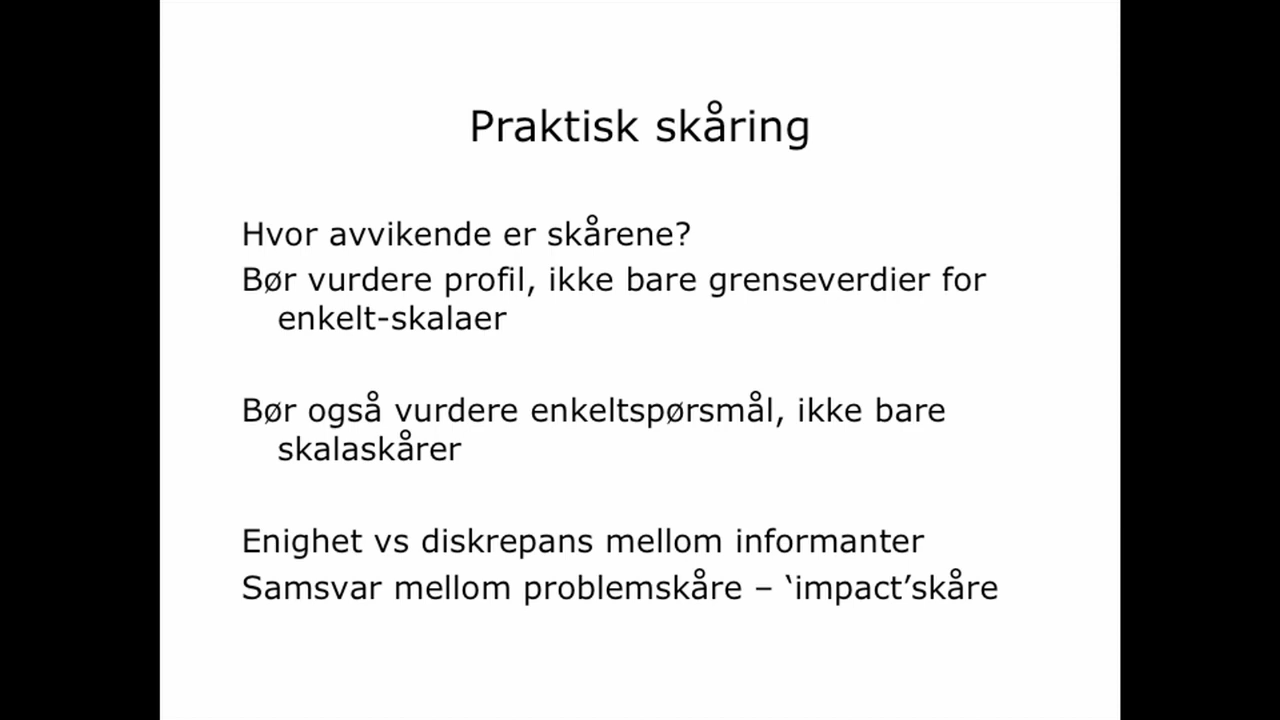 Praktisk skåring
Hvor avvikende er skårene?
Bør vurdere profil, ikke bare grenseverdier for
enkelt-skalaer
Bør også vurdere enkeltspørsmål, ikke bare
skalaskårer
Enighet vs diskrepans mellom informanter
Samsvar mellom problemskåre – ‘impact’skåre